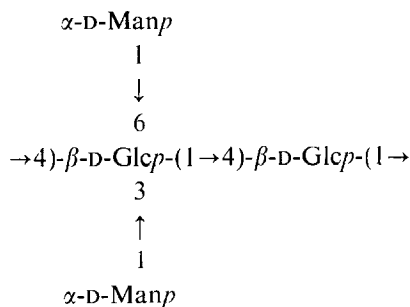 α-D-Manp
1
↓
6
→4)-β-D-Glcp-(1→4)-β-D-Glcp-(1→
3
↑
1
α-D-Manp